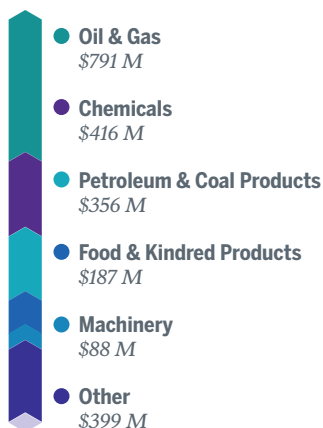 Oil & Gas
$791 M
Chemicals
$416 M
Petroleum & Coal Products
$356 M
Food & Kindred Products
$187 M
Machinery
$88 M
Other
$399 M